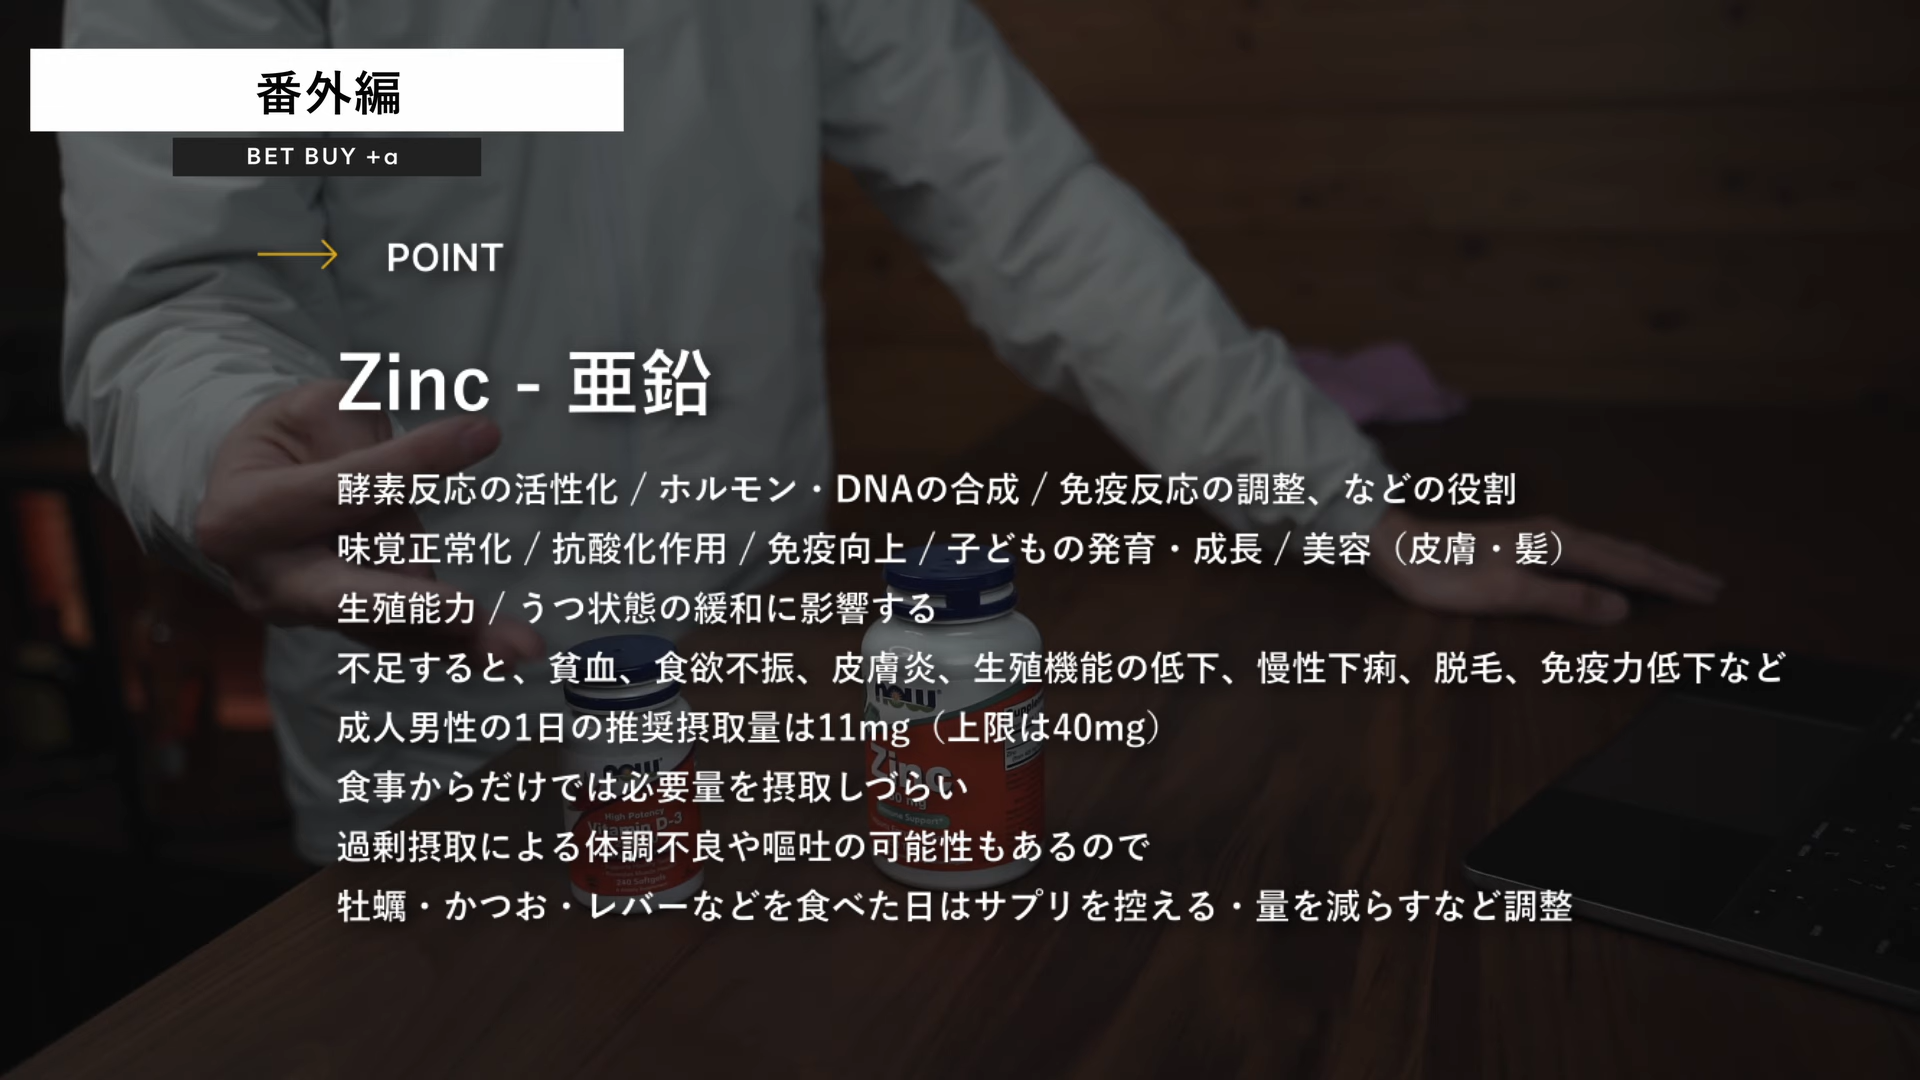 番外編
BET BUY +a
POINT
Zinc - 亜鉛
酵素反応の活性化 / ホルモン・DNAの合成 / 免疫反応の調整、などの役割
味覚正常化 / 抗酸化作用 / 免疫向上 / 子どもの発育・成長 / 美容（皮膚・髪）
生殖能力 / うつ状態の緩和に影響する
不足すると、貧血、食欲不振、皮膚炎、生殖機能の低下、慢性下痢、脱毛、免疫力低下など
成人男性の1日の推奨摂取量は11mg（上限は40mg）
食事からだけでは必要量を摂取しづらい
過剰摂取による体調不良や嘔吐の可能性もあるので
牡蠣・かつお・レバーなどを食べた日はサプリを控える・量を減らすなど調整
now
Zinc
now
High Potency
Vitamin D-3
240 Softgels